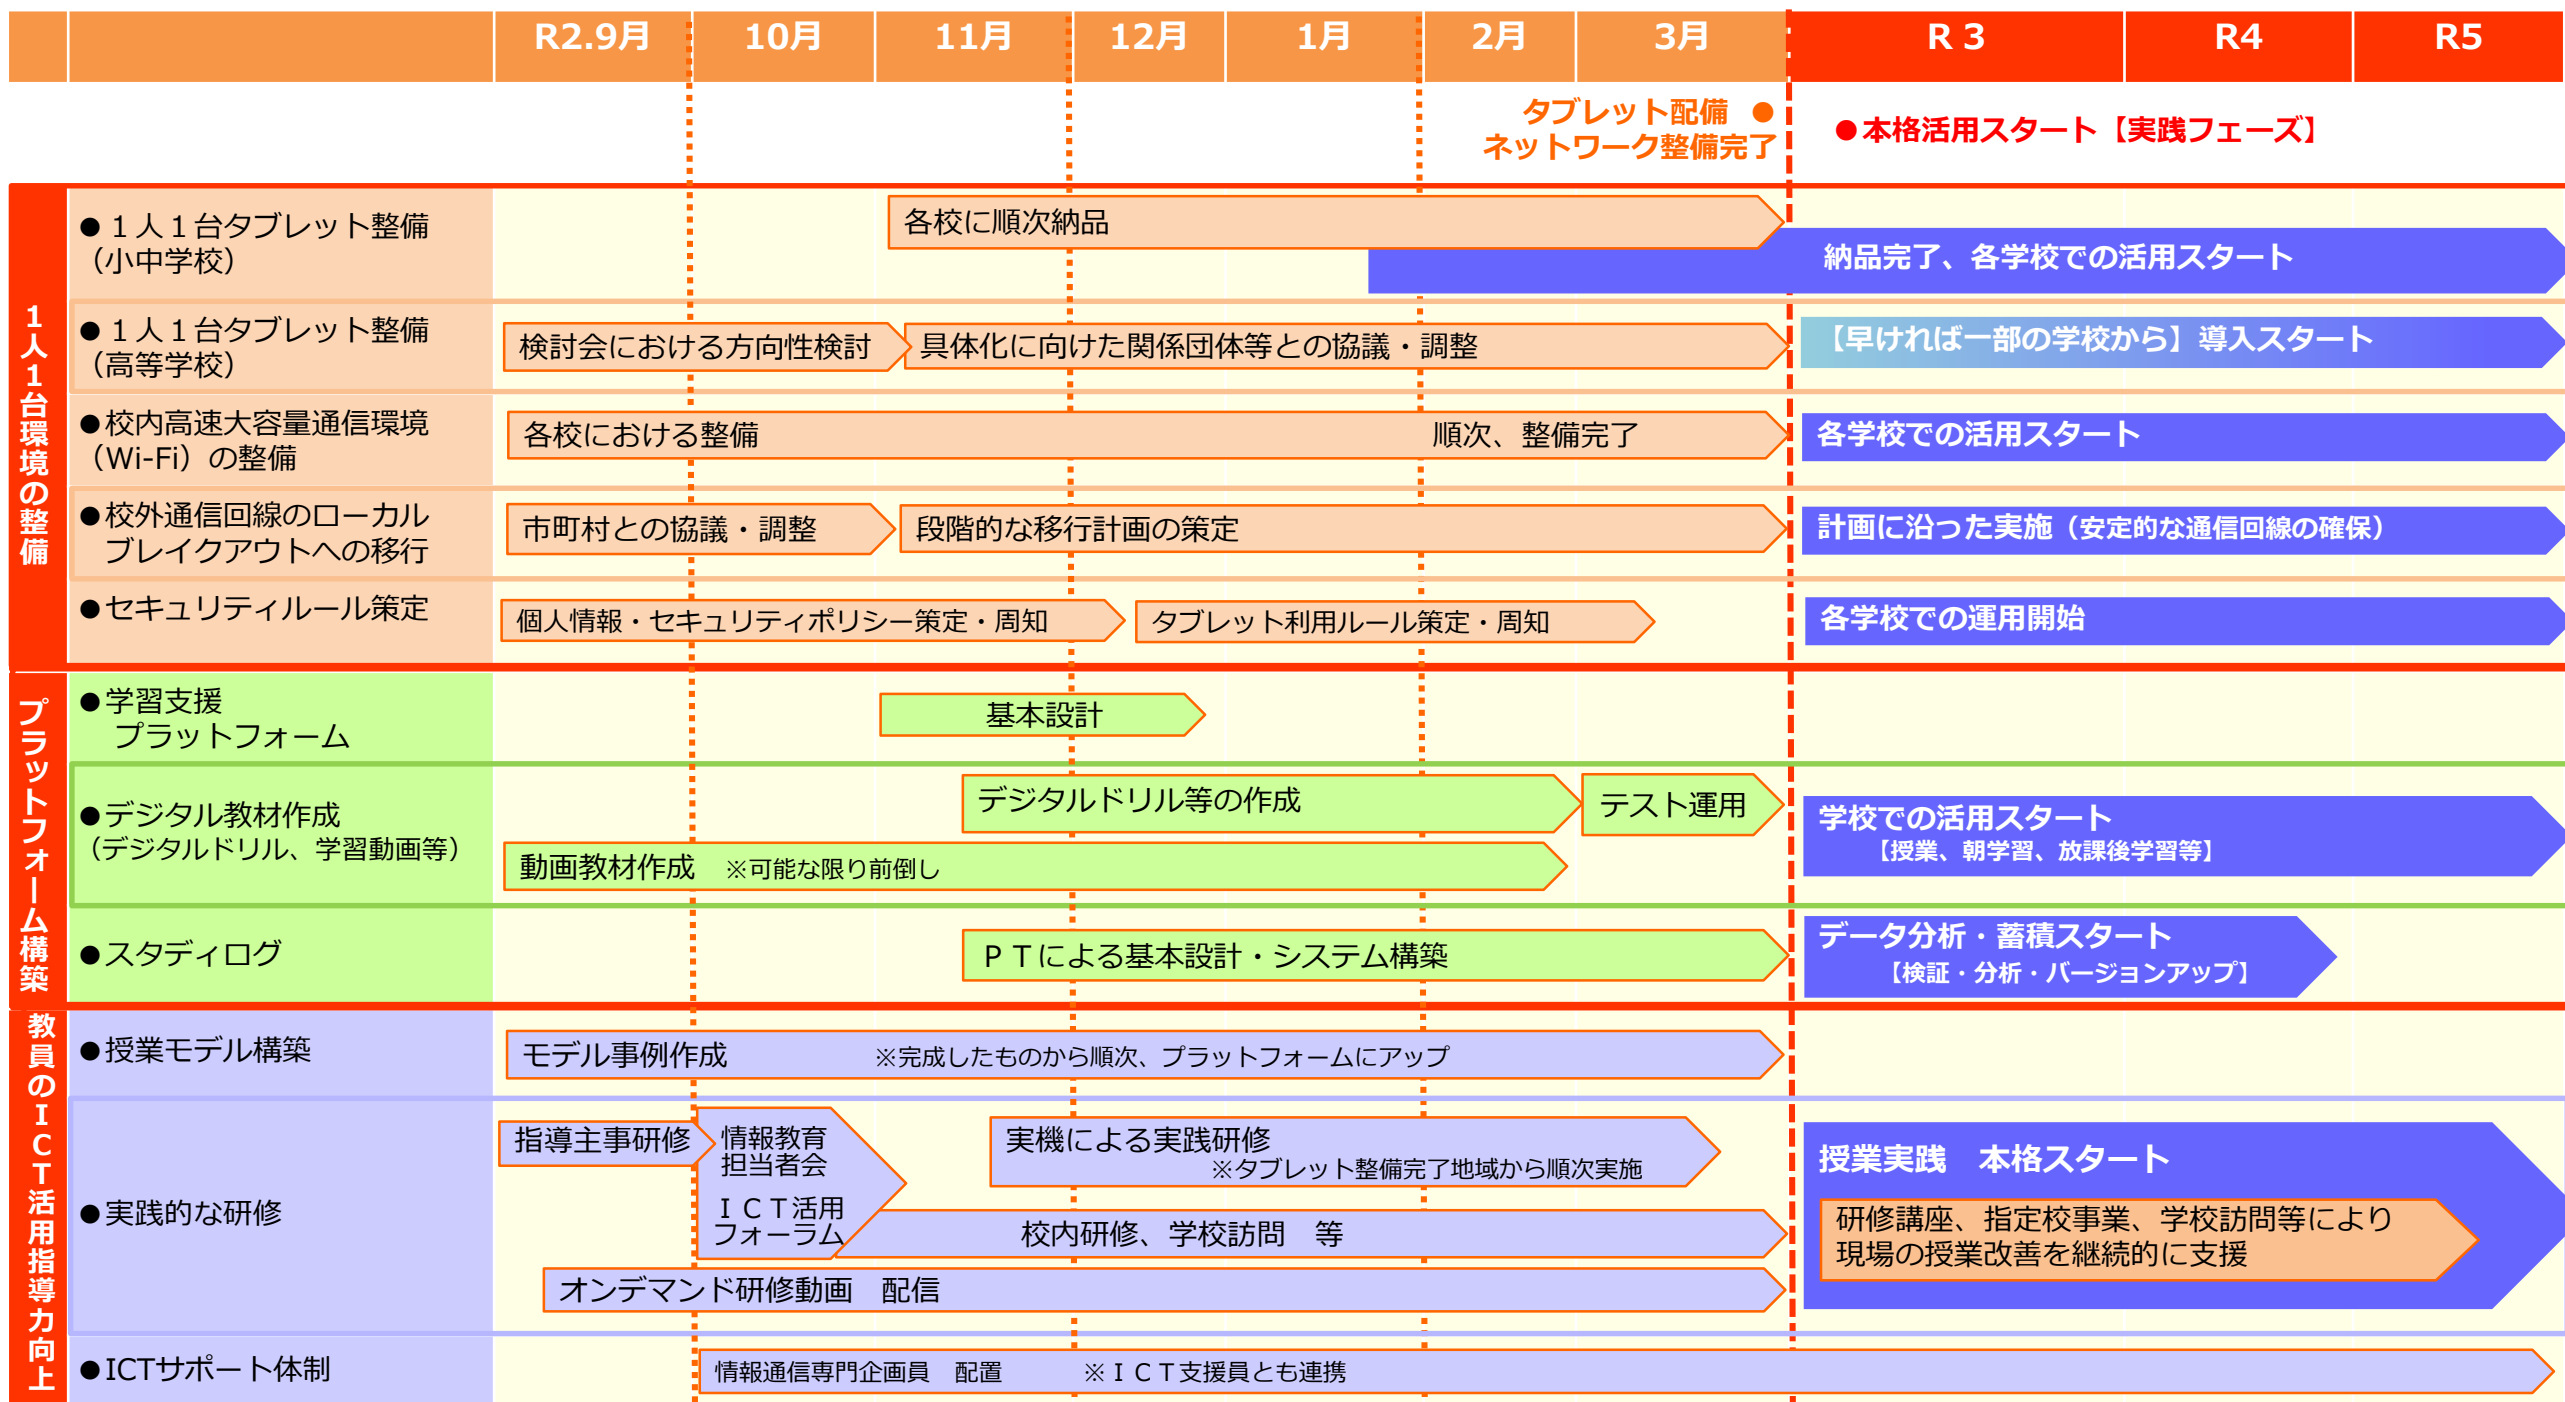 R2.9月 10月 11月 12月 1月 2月 3月 R３ R4 R5
タブレット配備 ●
ネットワーク整備完了
●本格活用スタート【実践フェーズ】
1人1台環境の整備
●１人１台タブレット整備
（小中学校）
各校に順次納品
納品完了、各学校での活用スタート
●１人１台タブレット整備
（高等学校）
検討会における方向性検討
具体化に向けた関係団体等との協議・調整
【早ければ一部の学校から】導入スタート
●校内高速大容量通信環境
（Wi-Fi）の整備
各校における整備
順次、整備完了
各学校での活用スタート
●校外通信回線のローカル
ブレイクアウトへの移行
市町村との協議・調整
段階的な移行計画の策定
計画に沿った実施（安定的な通信回線の確保）
●セキュリティルール策定
個人情報・セキュリティポリシー策定・周知
タブレット利用ルール策定・周知
各学校での運用開始
プラットフォーム構築
●学習支援
プラットフォーム
基本設計
●デジタル教材作成
（デジタルドリル、学習動画等）
デジタルドリル等の作成
テスト運用
動画教材作成　※可能な限り前倒し
学校での活用スタート
【授業、朝学習、放課後学習等】
●スタディログ
ＰＴによる基本設計・システム構築
データ分析・蓄積スタート
【検証・分析・バージョンアップ】
教員のＩＣＴ活用指導力向上
●授業モデル構築
モデル事例作成　※完成したものから順次、プラットフォームにアップ
●実践的な研修
指導主事研修
情報教育
担当者会
ＩＣＴ活用
フォーラム
実機による実践研修
※タブレット整備完了地域から順次実施
校内研修、学校訪問　等
オンデマンド研修動画　配信
授業実践　本格スタート
研修講座、指定校事業、学校訪問等により
現場の授業改善を継続的に支援
●ICTサポート体制
情報通信専門企画員　配置　※ＩＣＴ支援員とも連携